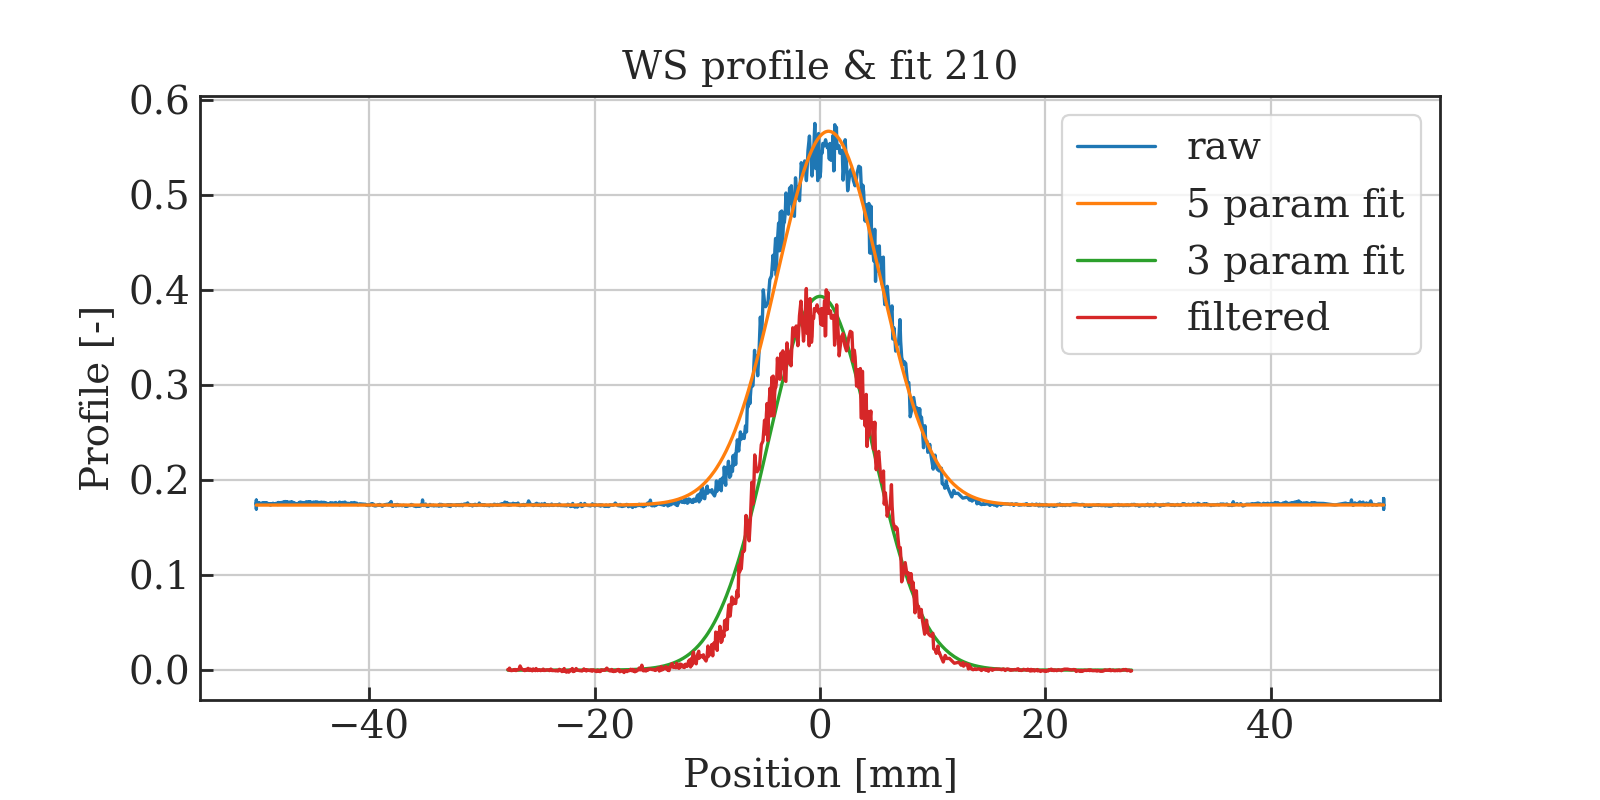 WS profile & fit 210
0.6
0.5
0.4
0.3
0.2
0.1
0.0
Profile [-]
raw
5 param fit
3 param fit
filtered
−40
−20
0
20
40
Position [mm]